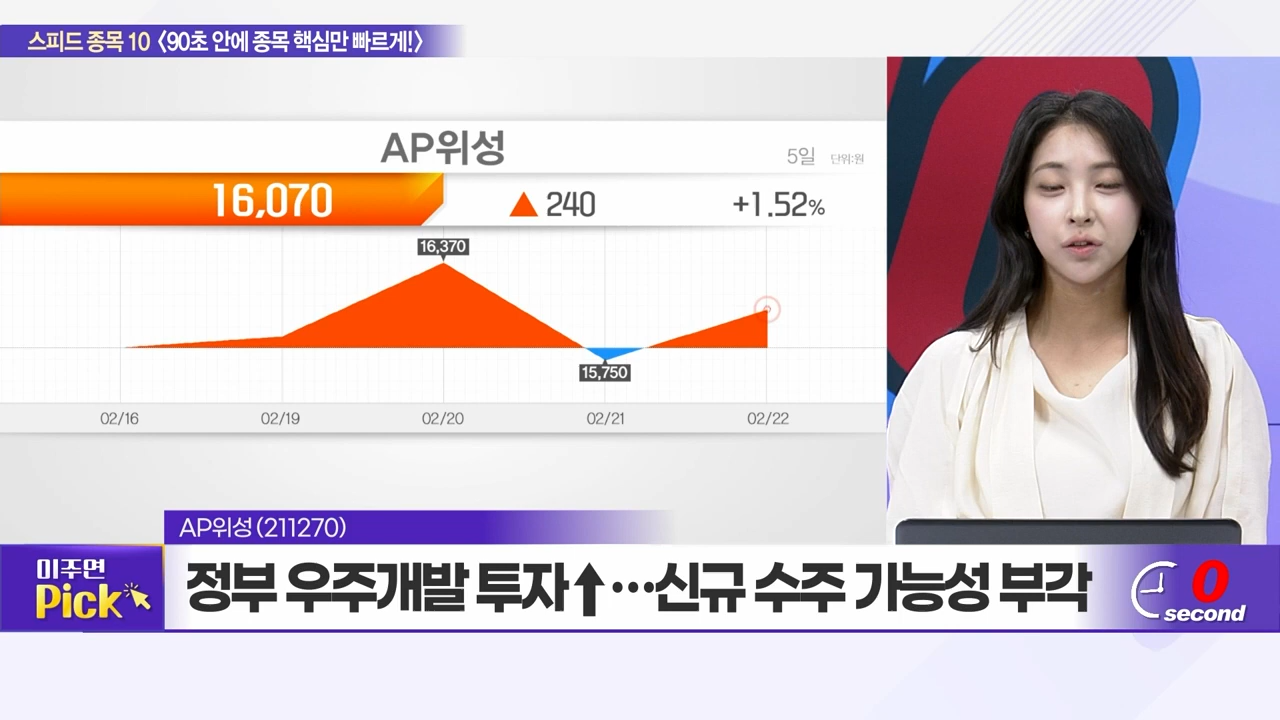 스피드 종목 10 〈90초 안에 종목 핵심만 빠르게!〉
AP위성
5일 단위:원
16,070 ▲ 240 +1.52%
16,370
15,750
02/16 02/19 02/20 02/21 02/22
AP위성(211270)
미주면
Pick
정부 우주개발 투자⬆…신규 수주 가능성 부각
0
second